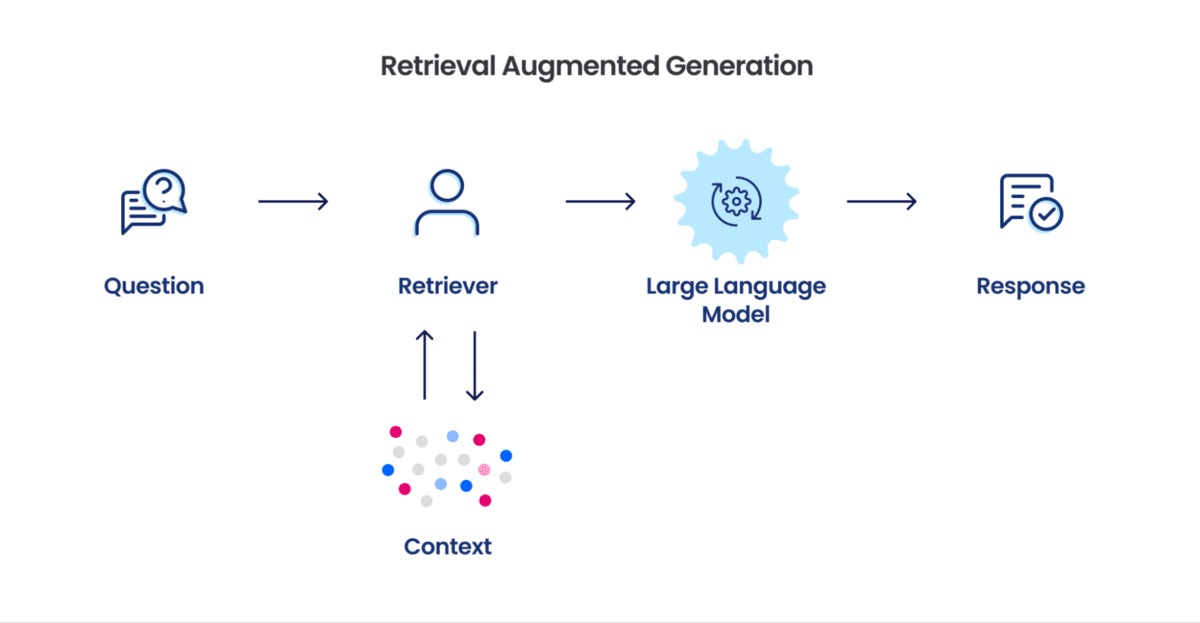 Retrieval Augmented Generation
?
Question
Retriever
Large Language
Model
Response
Context